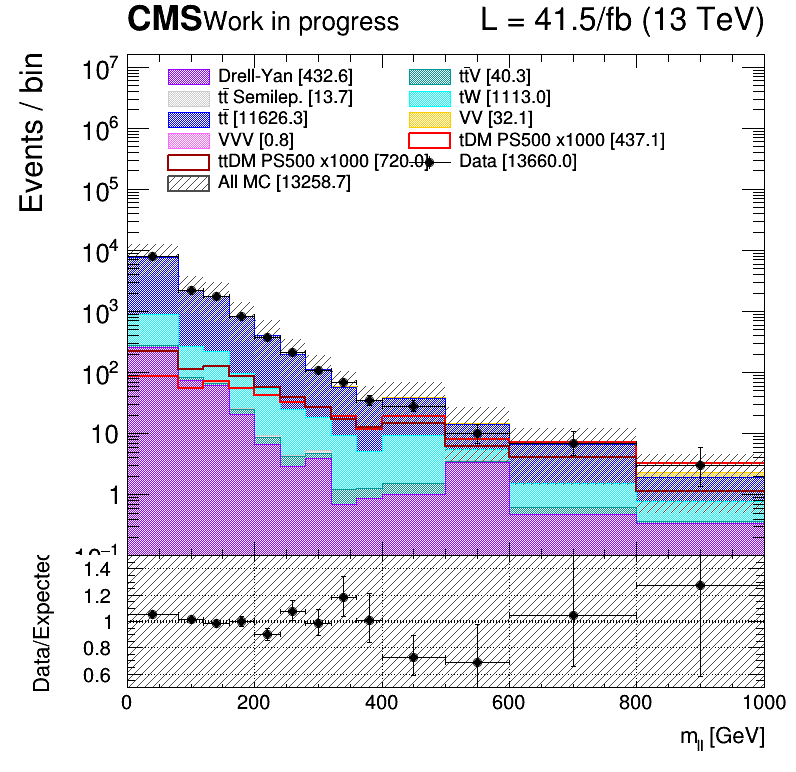 CMS Work in progress L = 41.5/fb (13 TeV)
Events / bin
10⁷
10⁶
10⁵
10⁴
10³
10²
10
1
10⁻¹
Drell-Yan [432.6]
tt̄V [40.3]
tt̄ Semilep. [13.7]
tW [1113.0]
tt̄ [11626.3]
VV [32.1]
VVV [0.8]
tDM PS500 x1000 [437.1]
ttDM PS500 x1000 [720.0]
Data [13660.0]
All MC [13258.7]
Data/Expected
1.4
1.2
1
0.8
0.6
0 200 400 600 800 1000
m_ll [GeV]